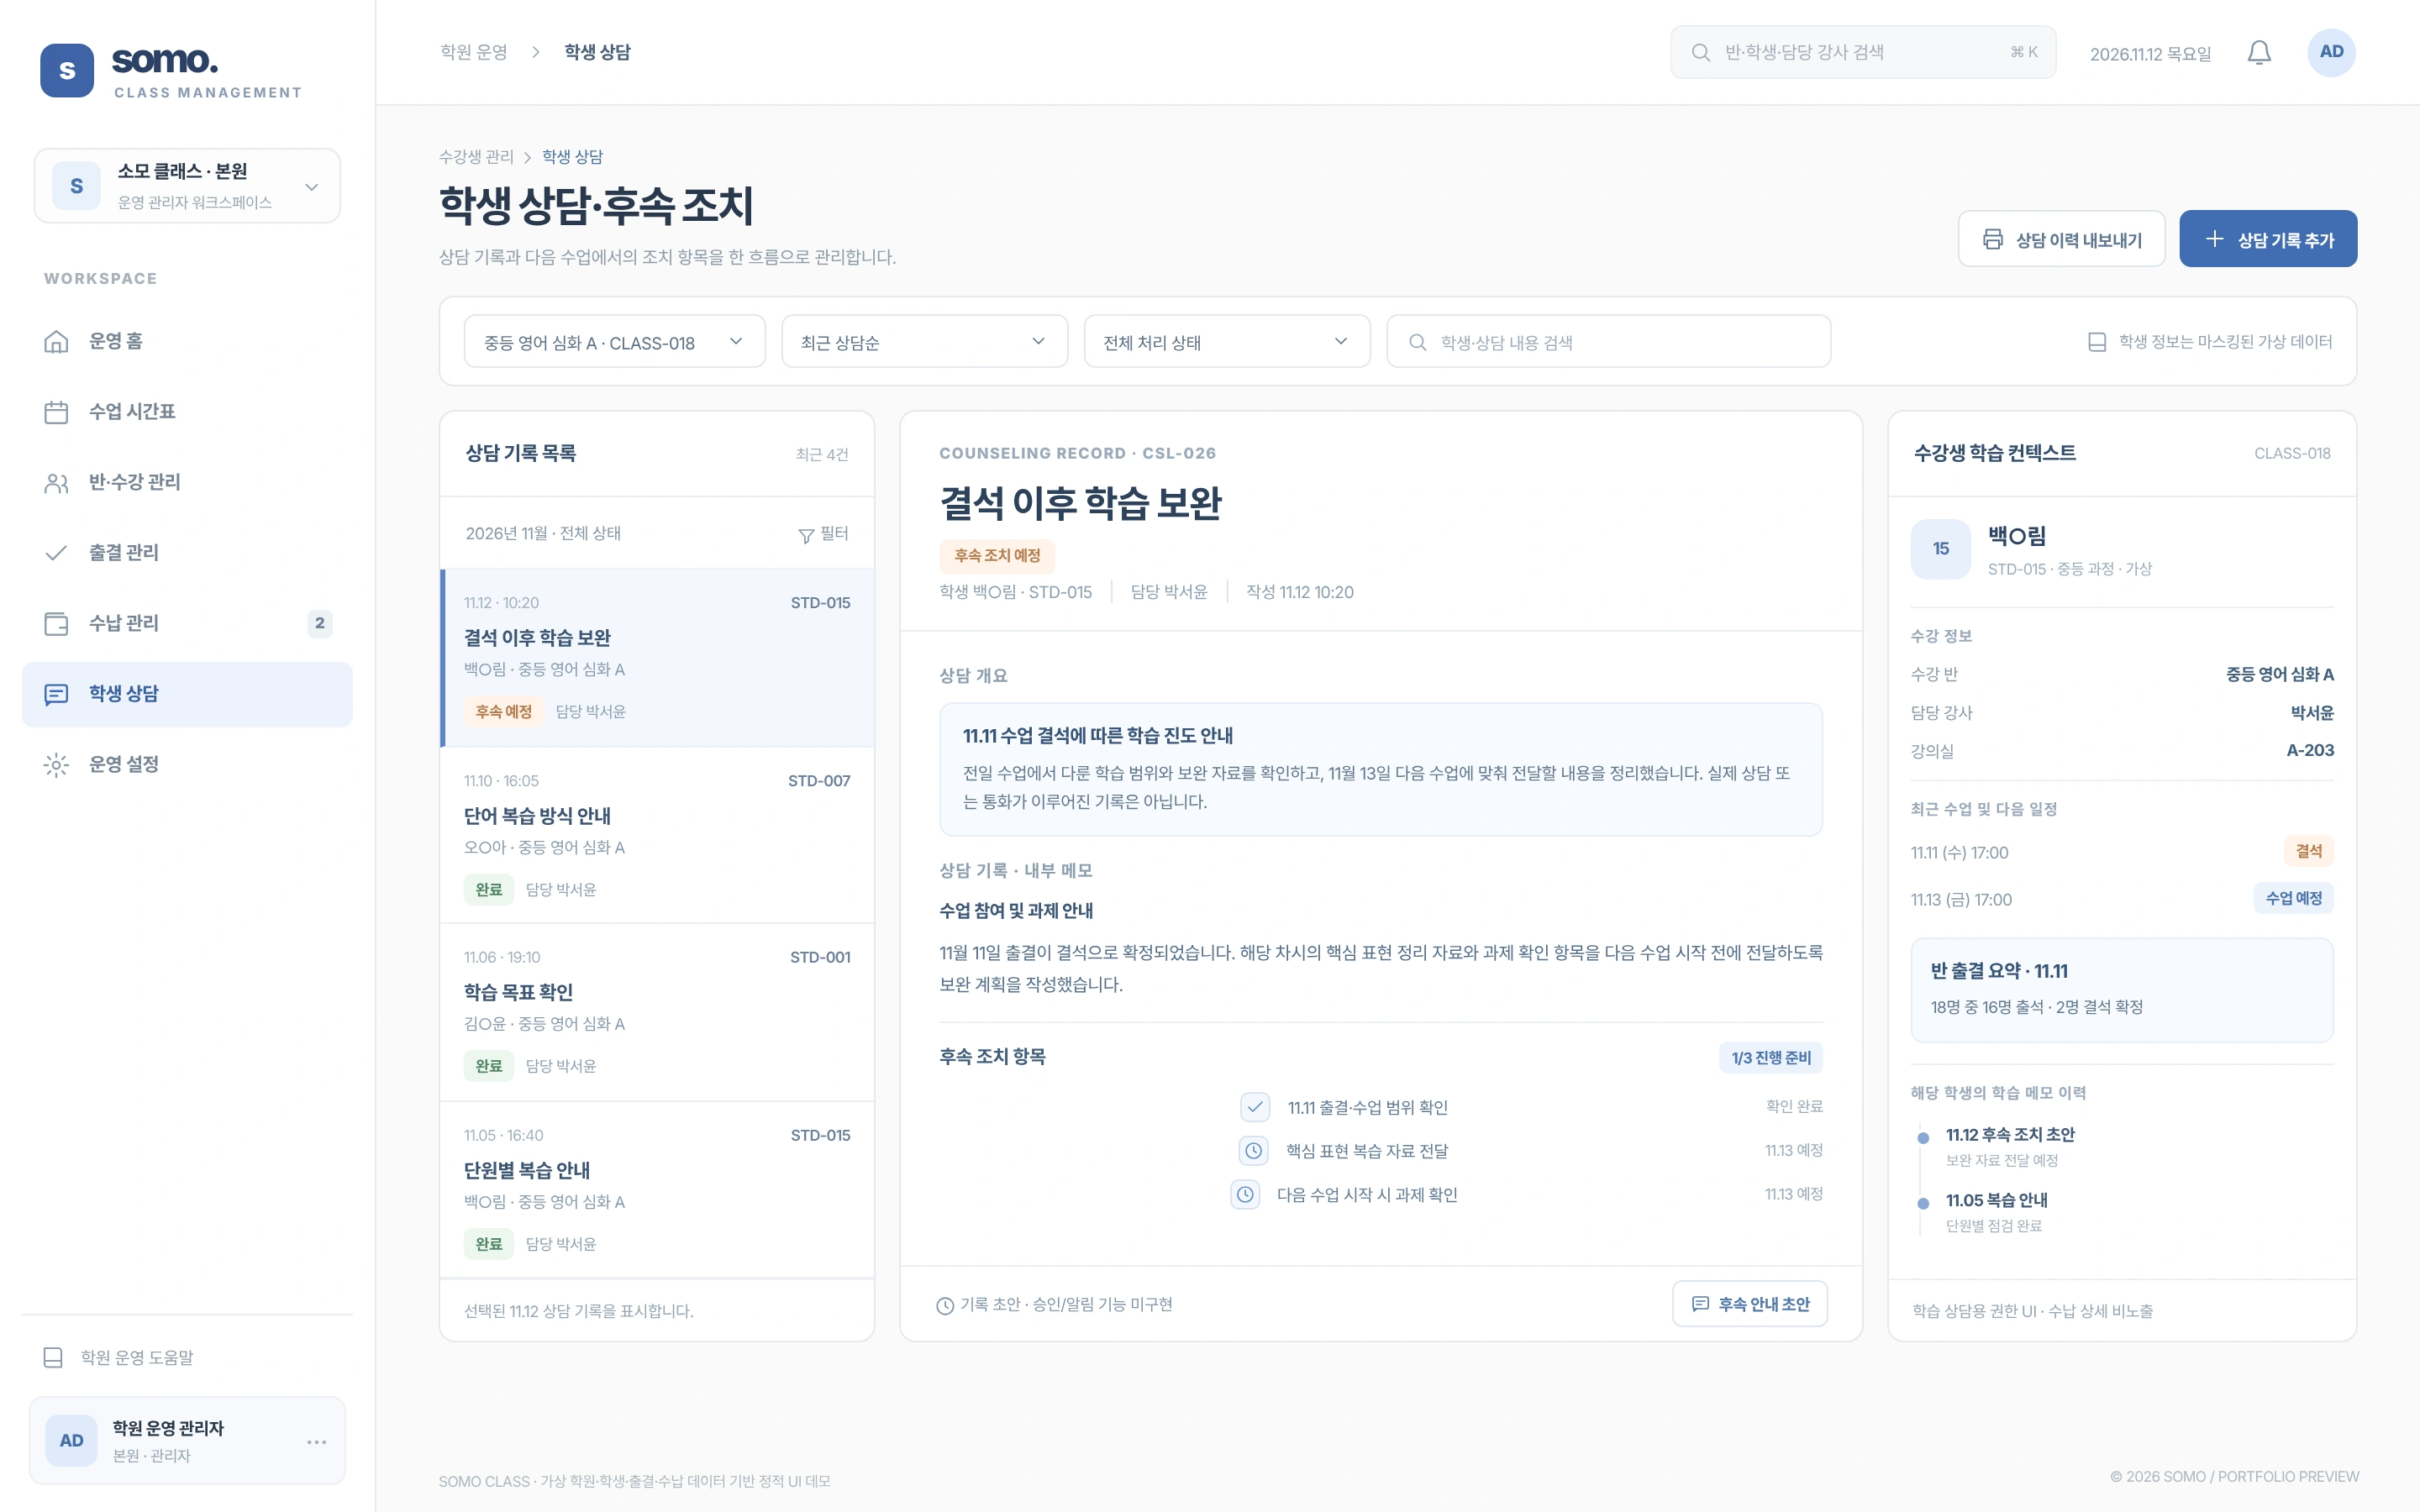 S
somo.
CLASS MANAGEMENT
S
소모 클래스 · 본원
운영 관리자 워크스페이스
WORKSPACE
운영 홈
수업 시간표
반·수강 관리
출결 관리
수납 관리
2
학생 상담
운영 설정
학원 운영 도움말
AD
학원 운영 관리자
본원 · 관리자
학원 운영
학생 상담
반·학생·담당 강사 검색
⌘ K
2026.11.12 목요일
AD
수강생 관리
학생 상담
학생 상담·후속 조치
상담 기록과 다음 수업에서의 조치 항목을 한 흐름으로 관리합니다.
상담 이력 내보내기
상담 기록 추가
중등 영어 심화 A · CLASS-018
최근 상담순
전체 처리 상태
학생·상담 내용 검색
학생 정보는 마스킹된 가상 데이터
상담 기록 목록
최근 4건
2026년 11월 · 전체 상태
필터
11.12 · 10:20
STD-015
결석 이후 학습 보완
백○림 · 중등 영어 심화 A
후속 예정
담당 박서윤
11.10 · 16:05
STD-007
단어 복습 방식 안내
오○아 · 중등 영어 심화 A
완료
담당 박서윤
11.06 · 19:10
STD-001
학습 목표 확인
김○윤 · 중등 영어 심화 A
완료
담당 박서윤
11.05 · 16:40
STD-015
단원별 복습 안내
백○림 · 중등 영어 심화 A
완료
담당 박서윤
선택된 11.12 상담 기록을 표시합니다.
COUNSELING RECORD · CSL-026
결석 이후 학습 보완
후속 조치 예정
학생 백○림 · STD-015
담당 박서윤
작성 11.12 10:20
상담 개요
11.11 수업 결석에 따른 학습 진도 안내
전일 수업에서 다룬 학습 범위와 보완 자료를 확인하고, 11월 13일 다음 수업에 맞춰 전달할 내용을 정리했습니다. 실제 상담 또
는 통화가 이루어진 기록은 아닙니다.
상담 기록 · 내부 메모
수업 참여 및 과제 안내
11월 11일 출결이 결석으로 확정되었습니다. 해당 차시의 핵심 표현 정리 자료와 과제 확인 항목을 다음 수업 시작 전에 전달하도록
보완 계획을 작성했습니다.
후속 조치 항목
1/3 진행 준비
11.11 출결·수업 범위 확인
확인 완료
핵심 표현 복습 자료 전달
11.13 예정
다음 수업 시작 시 과제 확인
11.13 예정
기록 초안 · 승인/알림 기능 미구현
후속 안내 초안
수강생 학습 컨텍스트
CLASS-018
15
백○림
STD-015 · 중등 과정 · 가상
수강 정보
수강 반
중등 영어 심화 A
담당 강사
박서윤
강의실
A-203
최근 수업 및 다음 일정
11.11 (수) 17:00
결석
11.13 (금) 17:00
수업 예정
반 출결 요약 · 11.11
18명 중 16명 출석 · 2명 결석 확정
해당 학생의 학습 메모 이력
11.12 후속 조치 초안
보완 자료 전달 예정
11.05 복습 안내
단원별 점검 완료
학습 상담용 권한 UI · 수납 상세 비노출
SOMO CLASS · 가상 학원·학생·출결·수납 데이터 기반 정적 UI 데모
© 2026 SOMO / PORTFOLIO PREVIEW